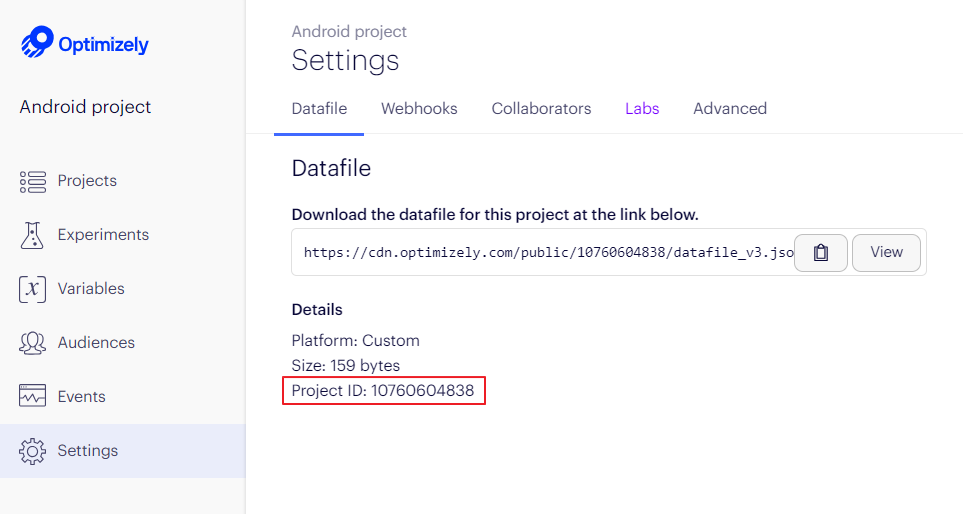 Optimizely
Android project
Projects
Experiments
Variables
Audiences
Events
Settings
Android project
Settings
Datafile Webhooks Collaborators Labs Advanced
Datafile
Download the datafile for this project at the link below.
https://cdn.optimizely.com/public/10760604838/datafile_v3.jso View
Details
Platform: Custom
Size: 159 bytes
Project ID: 10760604838